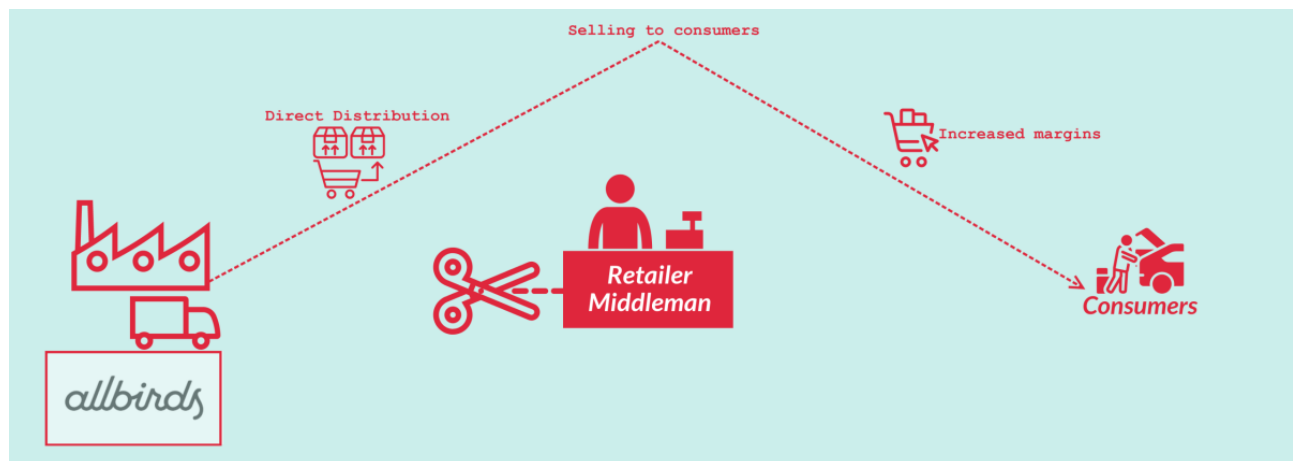 Selling to consumers
Direct Distribution
Increased margins
Retailer
Middleman
Consumers
allbirds